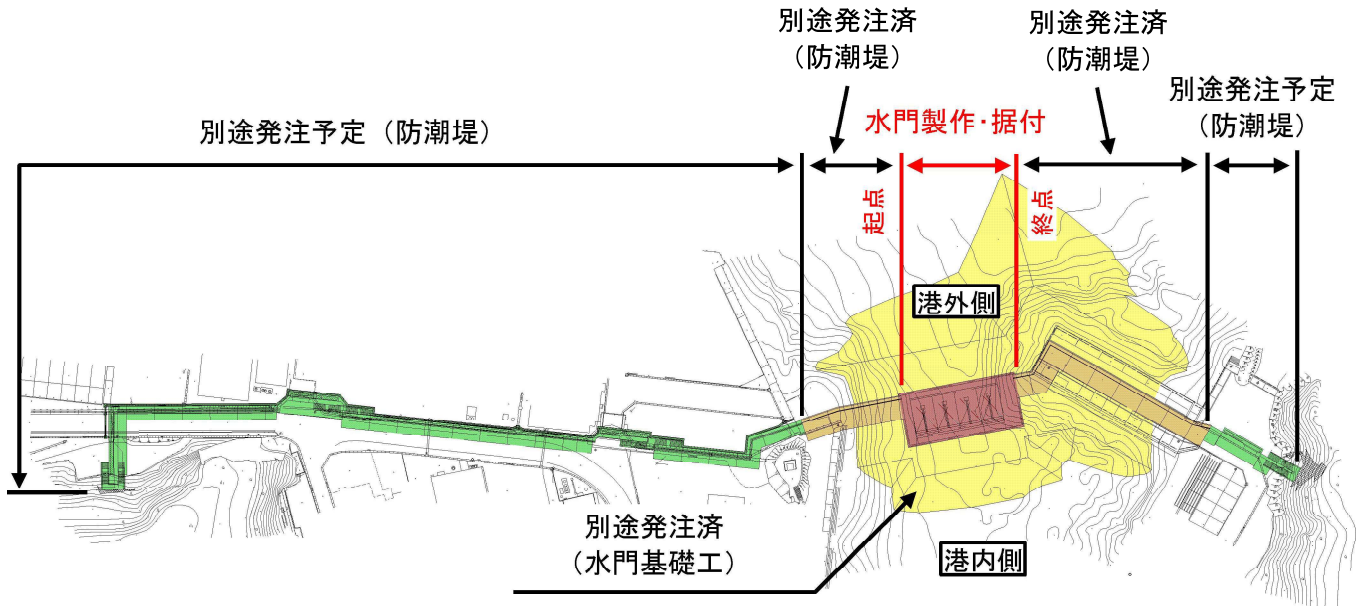 別途発注済
（防潮堤）
別途発注済
（防潮堤）
別途発注予定
（防潮堤）
別途発注予定（防潮堤）
水門製作・据付
起点
終点
港外側
別途発注済
（水門基礎工）
港内側